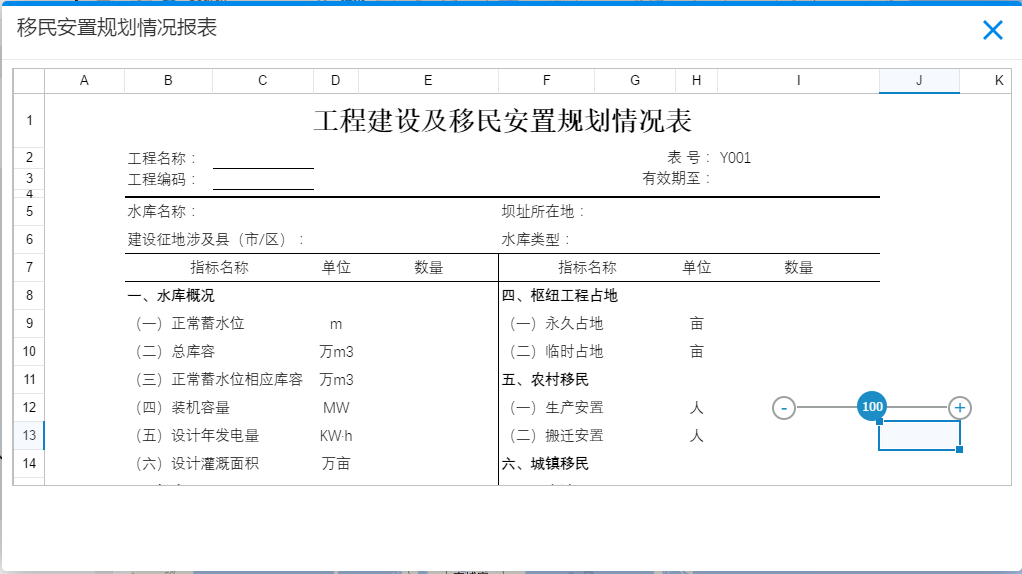 移民安置规划情况报表
A B C D E F G H I J K
1 工程建设及移民安置规划情况表
2 工程名称： 表 号： Y001
3 工程编码： 有效期至：
4
5 水库名称： 坝址所在地：
6 建设征地涉及县（市/区）： 水库类型：
7 指标名称 单位 数量 指标名称 单位 数量
8 一、水库概况 四、枢纽工程占地
9 （一）正常蓄水位 m （一）永久占地 亩
10 （二）总库容 万m3 （二）临时占地 亩
11 （三）正常蓄水位相应库容 万m3 五、农村移民
12 （四）装机容量 MW （一）生产安置 人 - 100 +
13 （五）设计年发电量 KW·h （二）搬迁安置 人
14 （六）设计灌溉面积 万亩 六、城镇移民